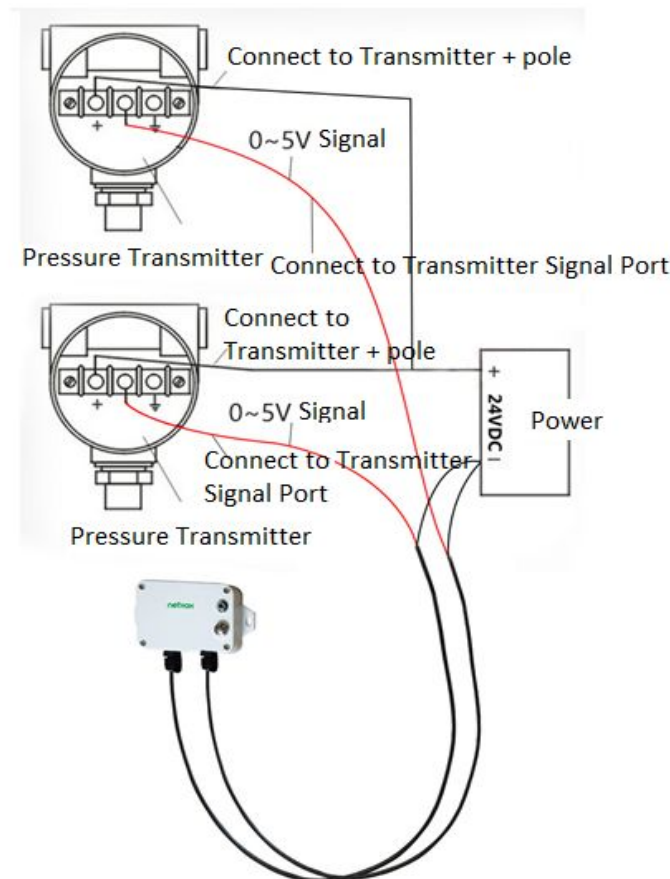 Connect to Transmitter + pole
+
0~5V Signal
Pressure Transmitter
Connect to Transmitter Signal Port
Connect to
Transmitter + pole
+
0~5V Signal
Connect to Transmitter
Signal Port
Pressure Transmitter
+
24VDC
Power
netvox